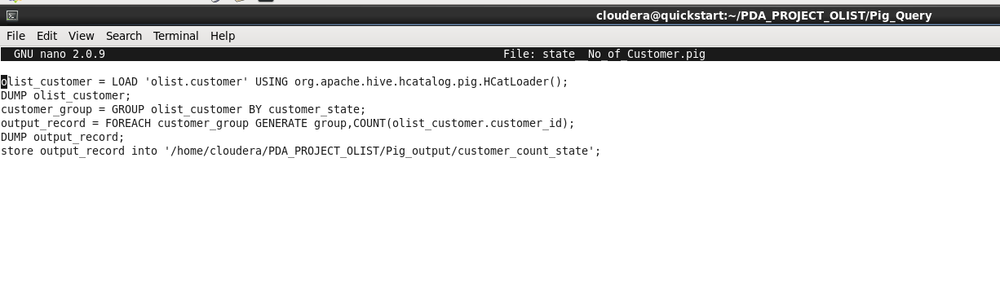 cloudera@quickstart:~/PDA_PROJECT_OLIST/Pig_Query
File Edit View Search Terminal Help
GNU nano 2.0.9 File: state__No_of_Customer.pig
olist_customer = LOAD 'olist.customer' USING org.apache.hive.hcatalog.pig.HCatLoader();
DUMP olist_customer;
customer_group = GROUP olist_customer BY customer_state;
output_record = FOREACH customer_group GENERATE group,COUNT(olist_customer.customer_id);
DUMP output_record;
store output_record into '/home/cloudera/PDA_PROJECT_OLIST/Pig_output/customer_count_state';